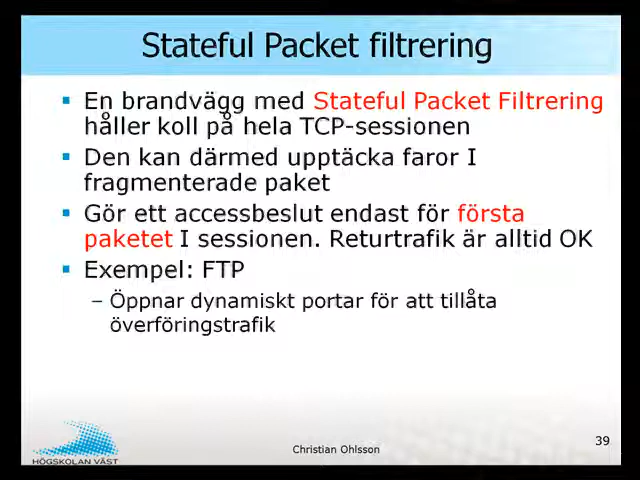 Stateful Packet filtrering
En brandvägg med Stateful Packet Filtrering
håller koll på hela TCP-sessionen
Den kan därmed upptäcka faror I
fragmenterade paket
Gör ett accessbeslut endast för första
paketet I sessionen. Returtrafik är alltid OK
Exempel: FTP
– Öppnar dynamiskt portar för att tillåta
överföringstrafik
HÖGSKOLAN VÄST
Christian Ohlsson
39